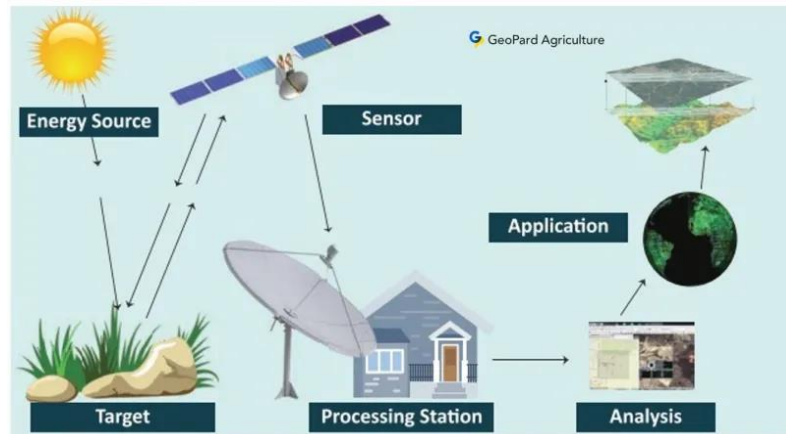 GeoPard Agriculture
Energy Source
Sensor
Application
Target
Processing Station
Analysis